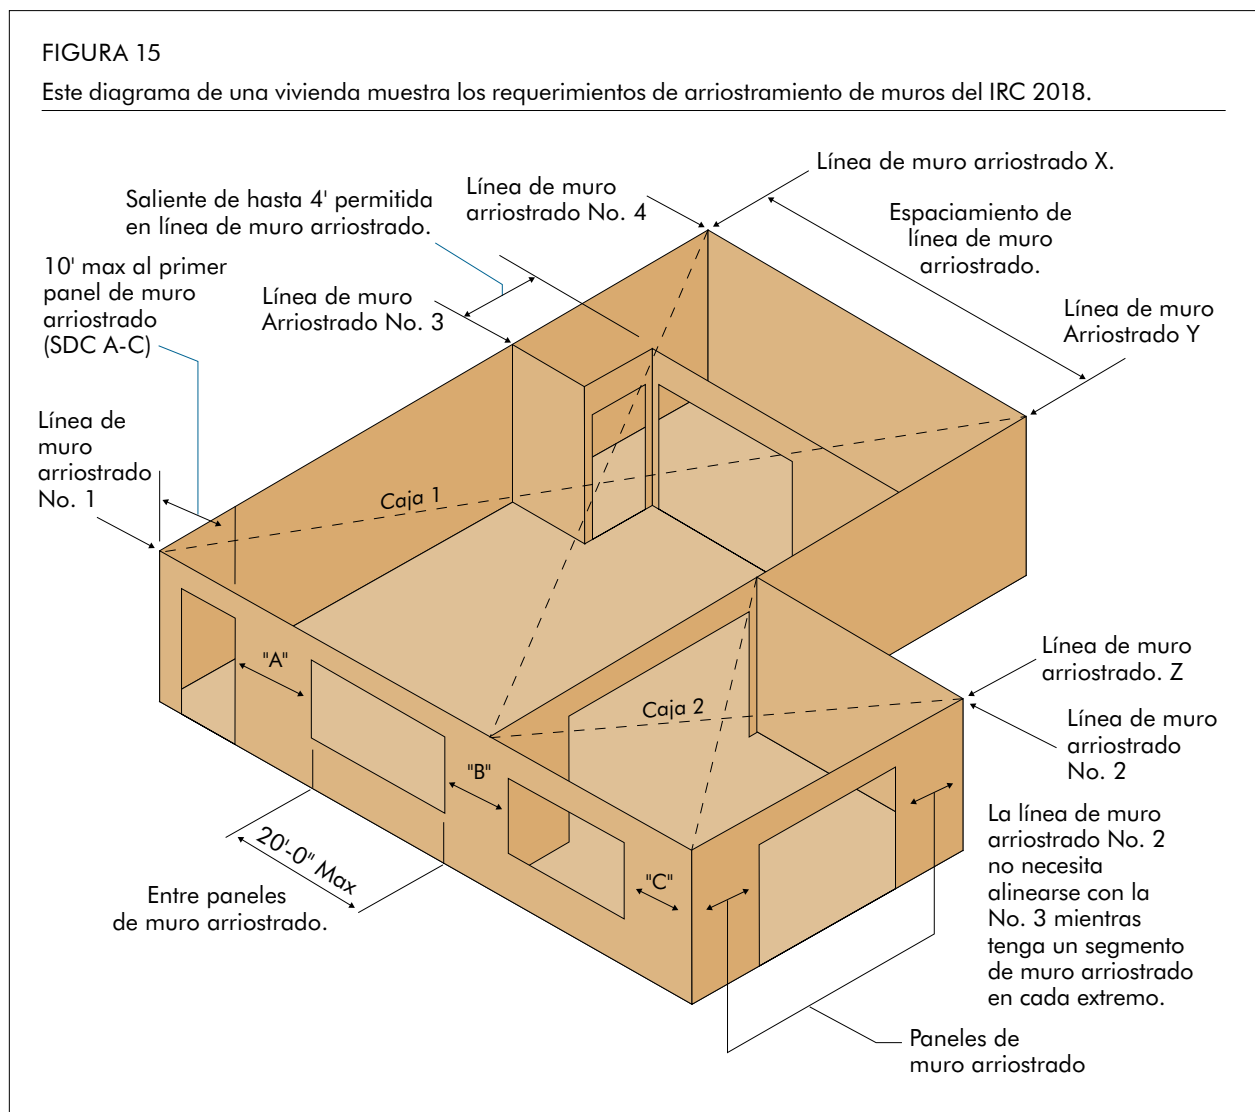 FIGURA 15
Este diagrama de una vivienda muestra los requerimientos de arriostramiento de muros del IRC 2018.
Línea de muro arriostrado X.
Línea de muro
arriostrado No. 4
Saliente de hasta 4' permitida
en línea de muro arriostrado.
Espaciamiento de
línea de muro
arriostrado.
10' max al primer
panel de muro
arriostrado
(SDC A-C)
Línea de muro
Arriostrado No. 3
Línea de muro
Arriostrado Y
Línea de
muro
arriostrado
No. 1
Caja 1
"A"
Caja 2
"B"
"C"
Línea de muro
arriostrado. Z
Línea de muro
arriostrado
No. 2
20'-0" Max
Entre paneles
de muro arriostrado.
La línea de muro
arriostrado No. 2
no necesita
alinearse con la
No. 3 mientras
tenga un segmento
de muro arriostrado
en cada extremo.
Paneles de
muro arriostrado